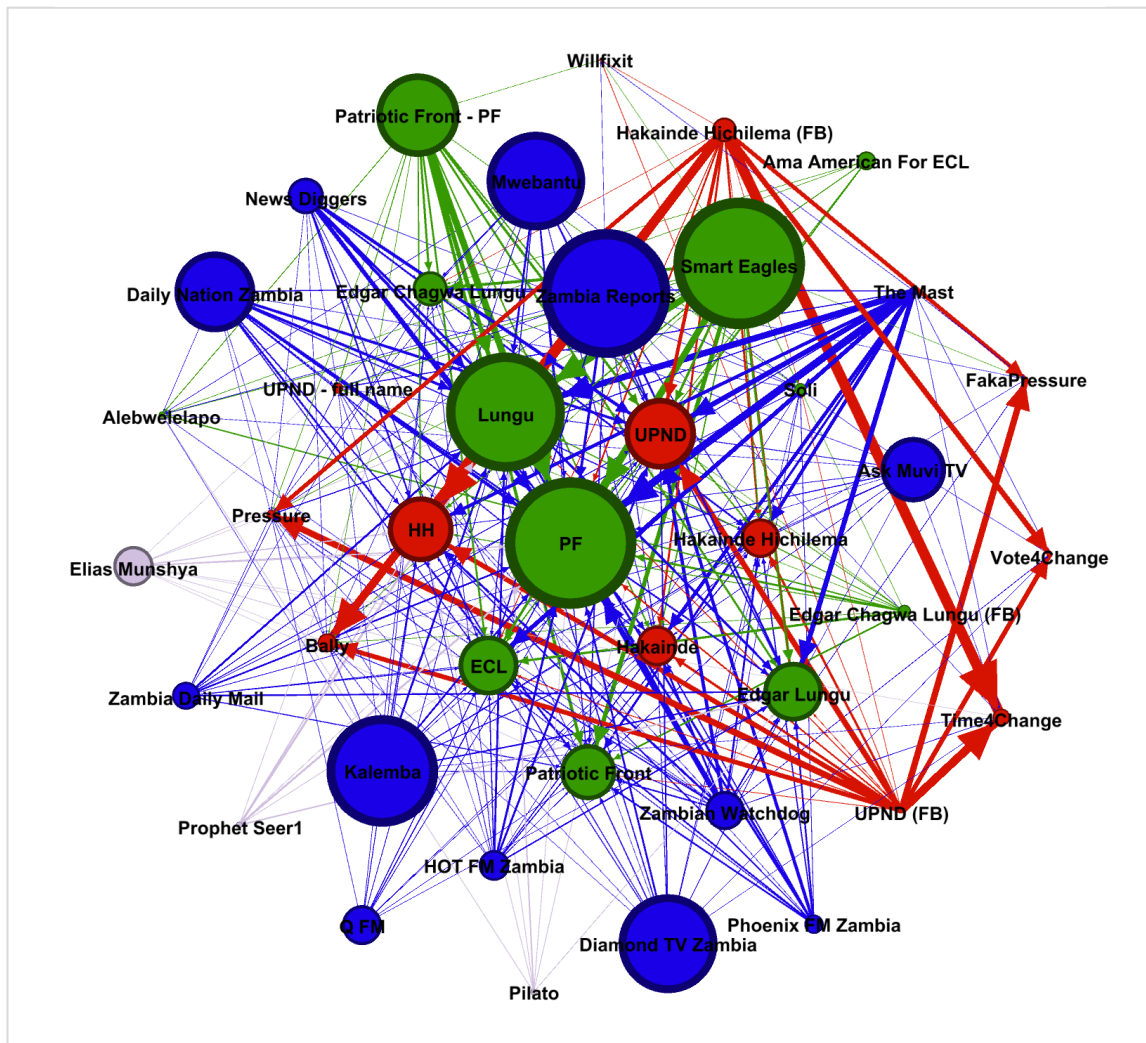 Willfixit
Patriotic Front - PF
Hakainde Hichilema (FB)
Ama American For ECL
Mwebantu
News Diggers
Smart Eagles
Daily Nation Zambia
Edgar Chagwa Lungu
Zambia Reports
The Mast
FakaPressure
UPND - full name
Soli
Alebwelelapo
Lungu
UPND
Ask Muvi TV
Pressure
HH
PF
Hakainde Hichilema
Vote4Change
Elias Munshya
Edgar Chagwa Lungu (FB)
Bally
Hakainde
ECL
Zambia Daily Mail
Edgar Lungu
Time4Change
Kalemba
Patriotic Front
Zambian Watchdog
UPND (FB)
Prophet Seer1
HOT FM Zambia
Q FM
Phoenix FM Zambia
Diamond TV Zambia
Pilato